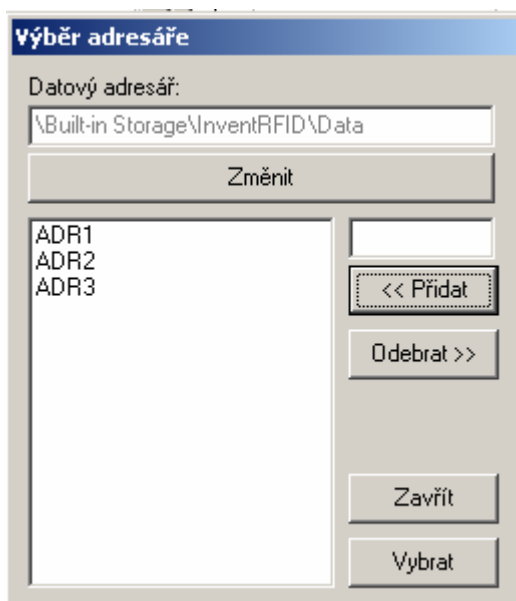 Výběr adresáře
Datový adresář:
\Built-in Storage\InventRFID\Data
Změnit
ADR1
ADR2
ADR3
<< Přidat
Odebrat >>
Zavřít
Vybrat